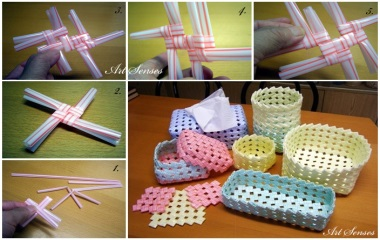 3.
Art Senses
4.
5.
2.
1.
Art Senses